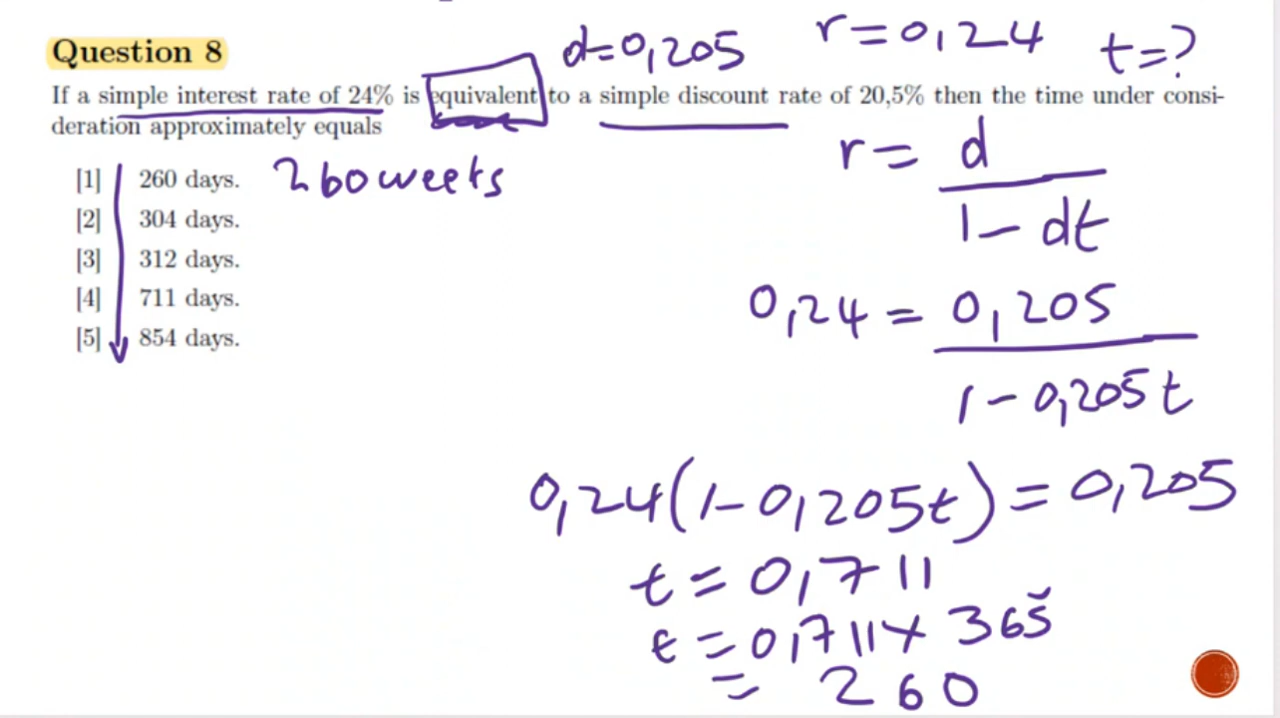 Question 8
d=0,205
r=0,24
t=?
If a simple interest rate of 24% is equivalent to a simple discount rate of 20,5% then the time under consi-
deration approximately equals
[1] 260 days.
260 weets
[2] 304 days.
[3] 312 days.
[4] 711 days.
[5] 854 days.
r = d
1 - dt
0,24 = 0,205
1 - 0,205t
0,24(1-0,205t) = 0,205
t = 0,711
t = 0,711 x 365
= 260